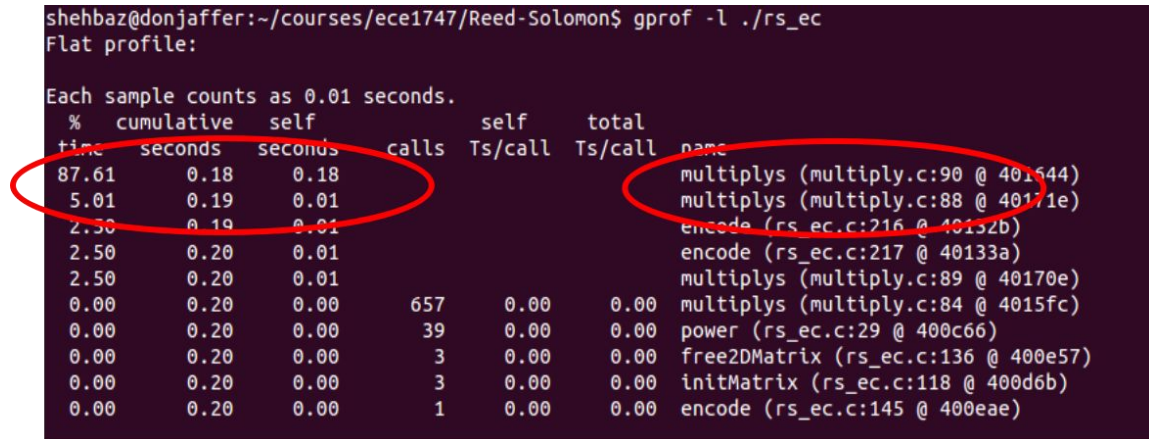 shehbaz@donjaffer:~/courses/ece1747/Reed-Solomon$ gprof -l ./rs_ec
Flat profile:
Each sample counts as 0.01 seconds.
% cumulative self self total
time seconds seconds calls Ts/call Ts/call name
87.61 0.18 0.18 multiplys (multiply.c:90 @ 401644)
5.01 0.19 0.01 multiplys (multiply.c:88 @ 40171e)
2.50 0.19 0.01 encode (rs_ec.c:216 @ 40132b)
2.50 0.20 0.01 encode (rs_ec.c:217 @ 40133a)
2.50 0.20 0.01 multiplys (multiply.c:89 @ 40170e)
0.00 0.20 0.00 657 0.00 0.00 multiplys (multiply.c:84 @ 4015fc)
0.00 0.20 0.00 39 0.00 0.00 power (rs_ec.c:29 @ 400c66)
0.00 0.20 0.00 3 0.00 0.00 free2DMatrix (rs_ec.c:136 @ 400e57)
0.00 0.20 0.00 3 0.00 0.00 initMatrix (rs_ec.c:118 @ 400d6b)
0.00 0.20 0.00 1 0.00 0.00 encode (rs_ec.c:145 @ 400eae)